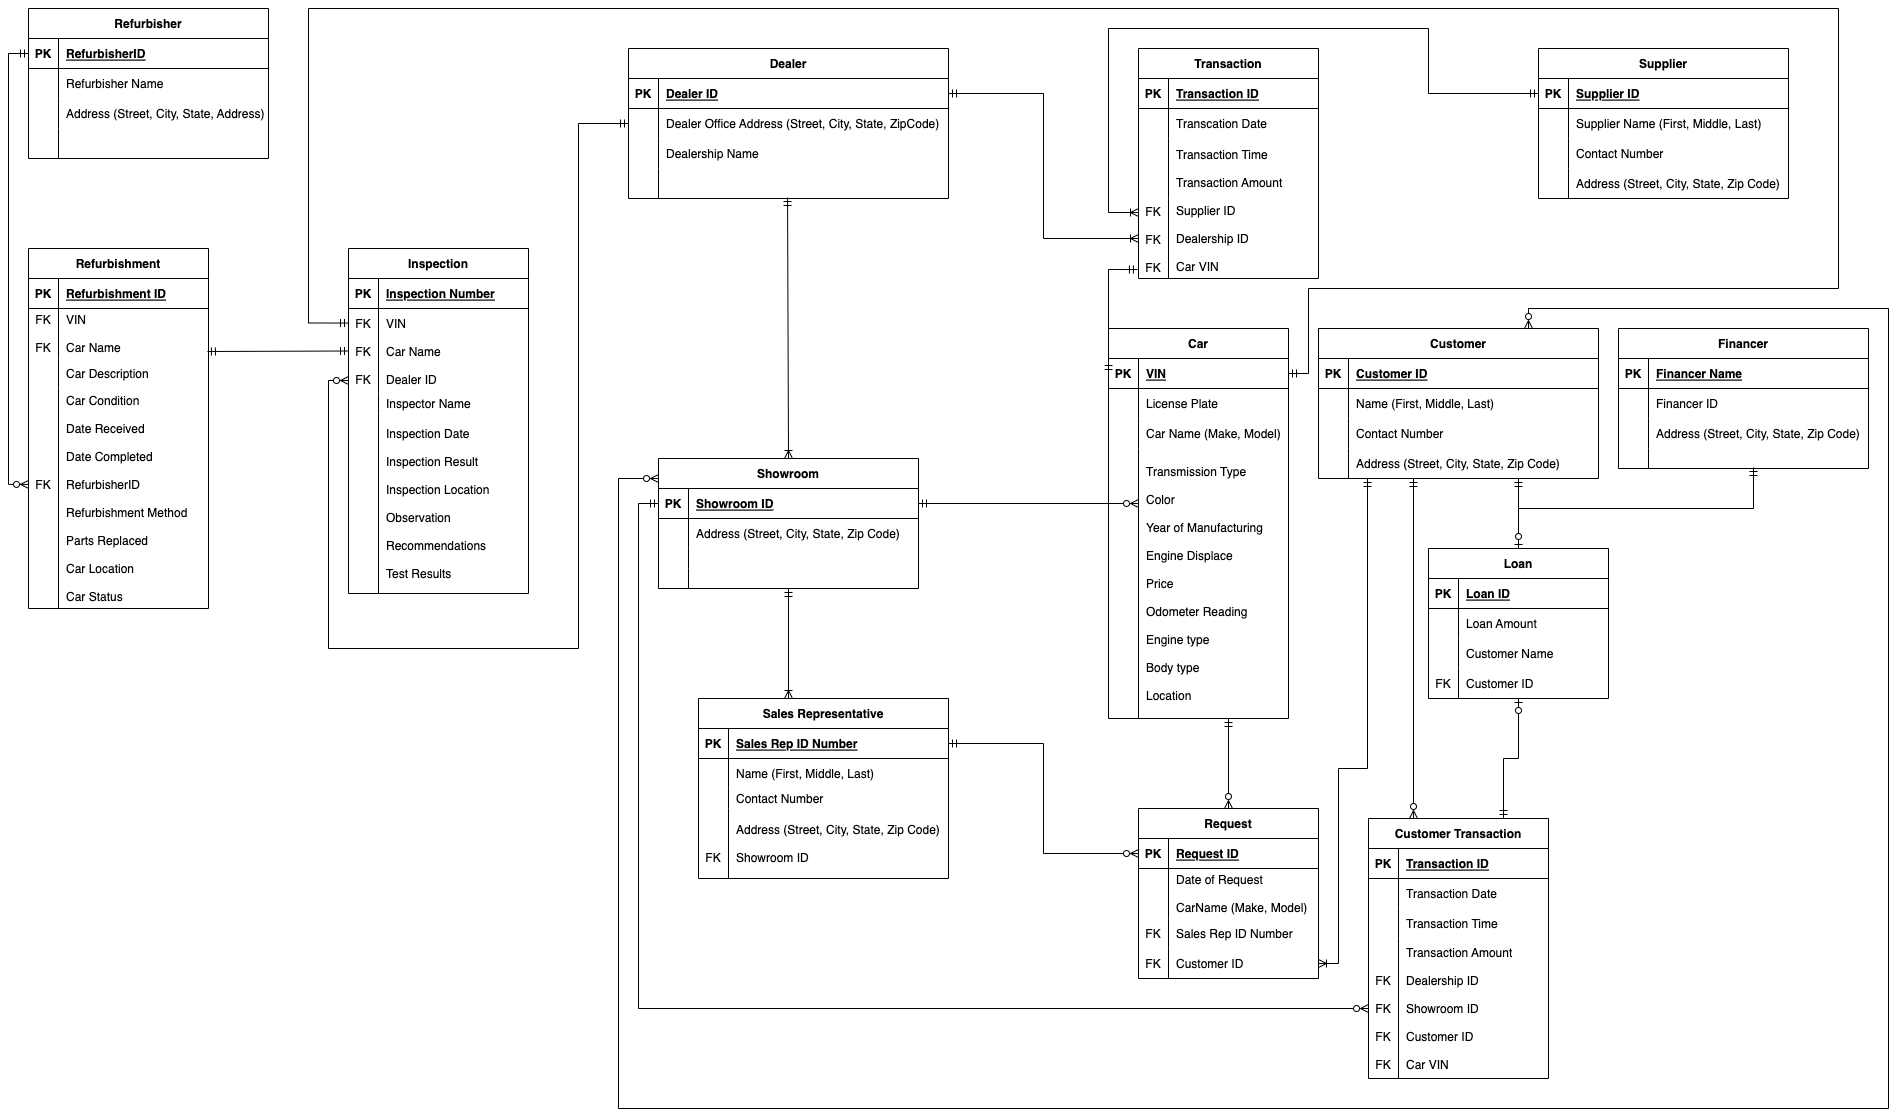 Refurbisher
PK RefurbisherID
Refurbisher Name
Address (Street, City, State, Address)
Dealer
PK Dealer ID
Dealer Office Address (Street, City, State, ZipCode)
Dealership Name
Transaction
PK Transaction ID
Transcation Date
Transaction Time
Transaction Amount
FK Supplier ID
FK Dealership ID
FK Car VIN
Supplier
PK Supplier ID
Supplier Name (First, Middle, Last)
Contact Number
Address (Street, City, State, Zip Code)
Refurbishment
PK Refurbishment ID
FK VIN
FK Car Name
Car Description
Car Condition
Date Received
Date Completed
FK RefurbisherID
Refurbishment Method
Parts Replaced
Car Location
Car Status
Inspection
PK Inspection Number
FK VIN
FK Car Name
FK Dealer ID
Inspector Name
Inspection Date
Inspection Result
Inspection Location
Observation
Recommendations
Test Results
Car
PK VIN
License Plate
Car Name (Make, Model)
Transmission Type
Color
Year of Manufacturing
Engine Displace
Price
Odometer Reading
Engine type
Body type
Location
Customer
PK Customer ID
Name (First, Middle, Last)
Contact Number
Address (Street, City, State, Zip Code)
Financer
PK Financer Name
Financer ID
Address (Street, City, State, Zip Code)
Showroom
PK Showroom ID
Address (Street, City, State, Zip Code)
Loan
PK Loan ID
Loan Amount
Customer Name
FK Customer ID
Sales Representative
PK Sales Rep ID Number
Name (First, Middle, Last)
Contact Number
Address (Street, City, State, Zip Code)
FK Showroom ID
Request
PK Request ID
Date of Request
CarName (Make, Model)
FK Sales Rep ID Number
FK Customer ID
Customer Transaction
PK Transaction ID
Transaction Date
Transaction Time
Transaction Amount
FK Dealership ID
FK Showroom ID
FK Customer ID
FK Car VIN